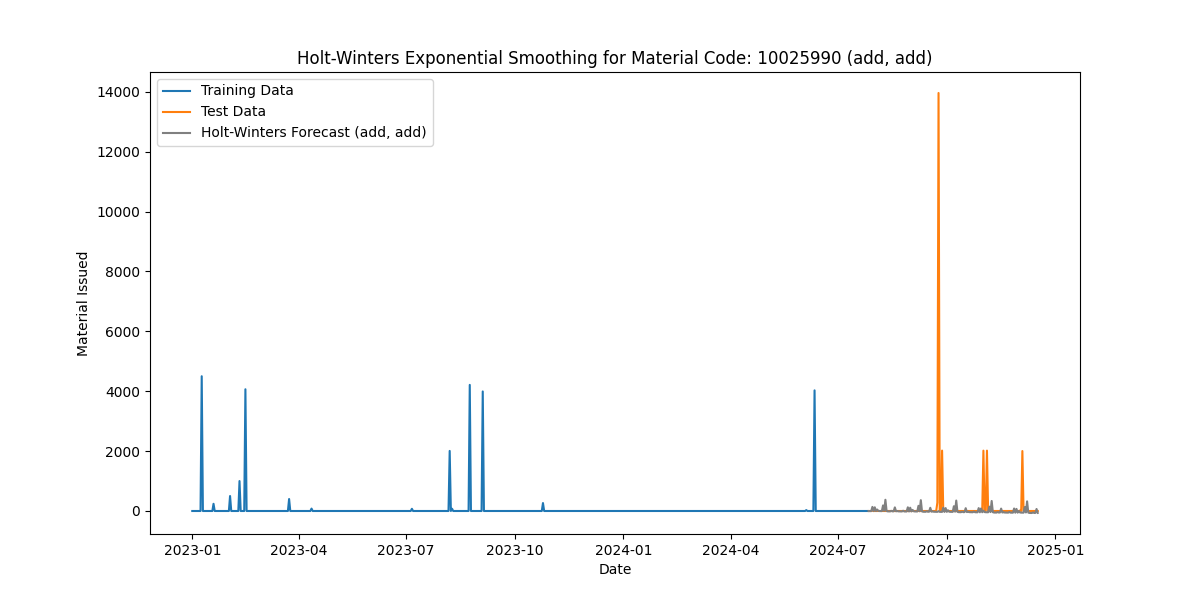 Holt-Winters Exponential Smoothing for Material Code: 10025990 (add, add)
Training Data
Test Data
Holt-Winters Forecast (add, add)
Material Issued
14000
12000
10000
8000
6000
4000
2000
0
2023-01 2023-04 2023-07 2023-10 2024-01 2024-04 2024-07 2024-10 2025-01
Date